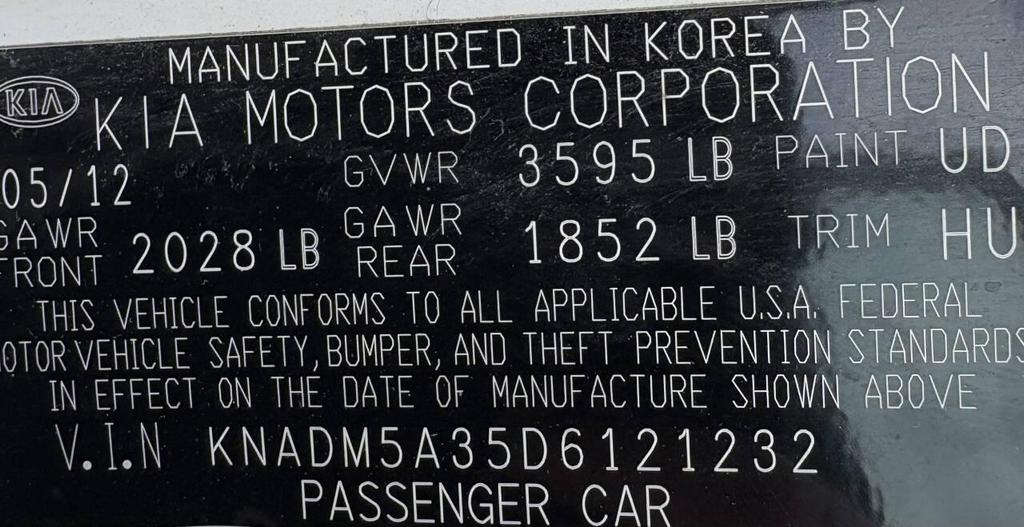 MANUFACTURED IN KOREA BY
KIA
KIA MOTORS CORPORATION
05/12 GVWR 3595 LB PAINT UD
GAWR FRONT 2028 LB GAWR REAR 1852 LB TRIM HU
THIS VEHICLE CONFORMS TO ALL APPLICABLE U.S.A. FEDERAL
MOTOR VEHICLE SAFETY, BUMPER, AND THEFT PREVENTION STANDARDS
IN EFFECT ON THE DATE OF MANUFACTURE SHOWN ABOVE
V.I.N KNADM5A35D6121232
PASSENGER CAR